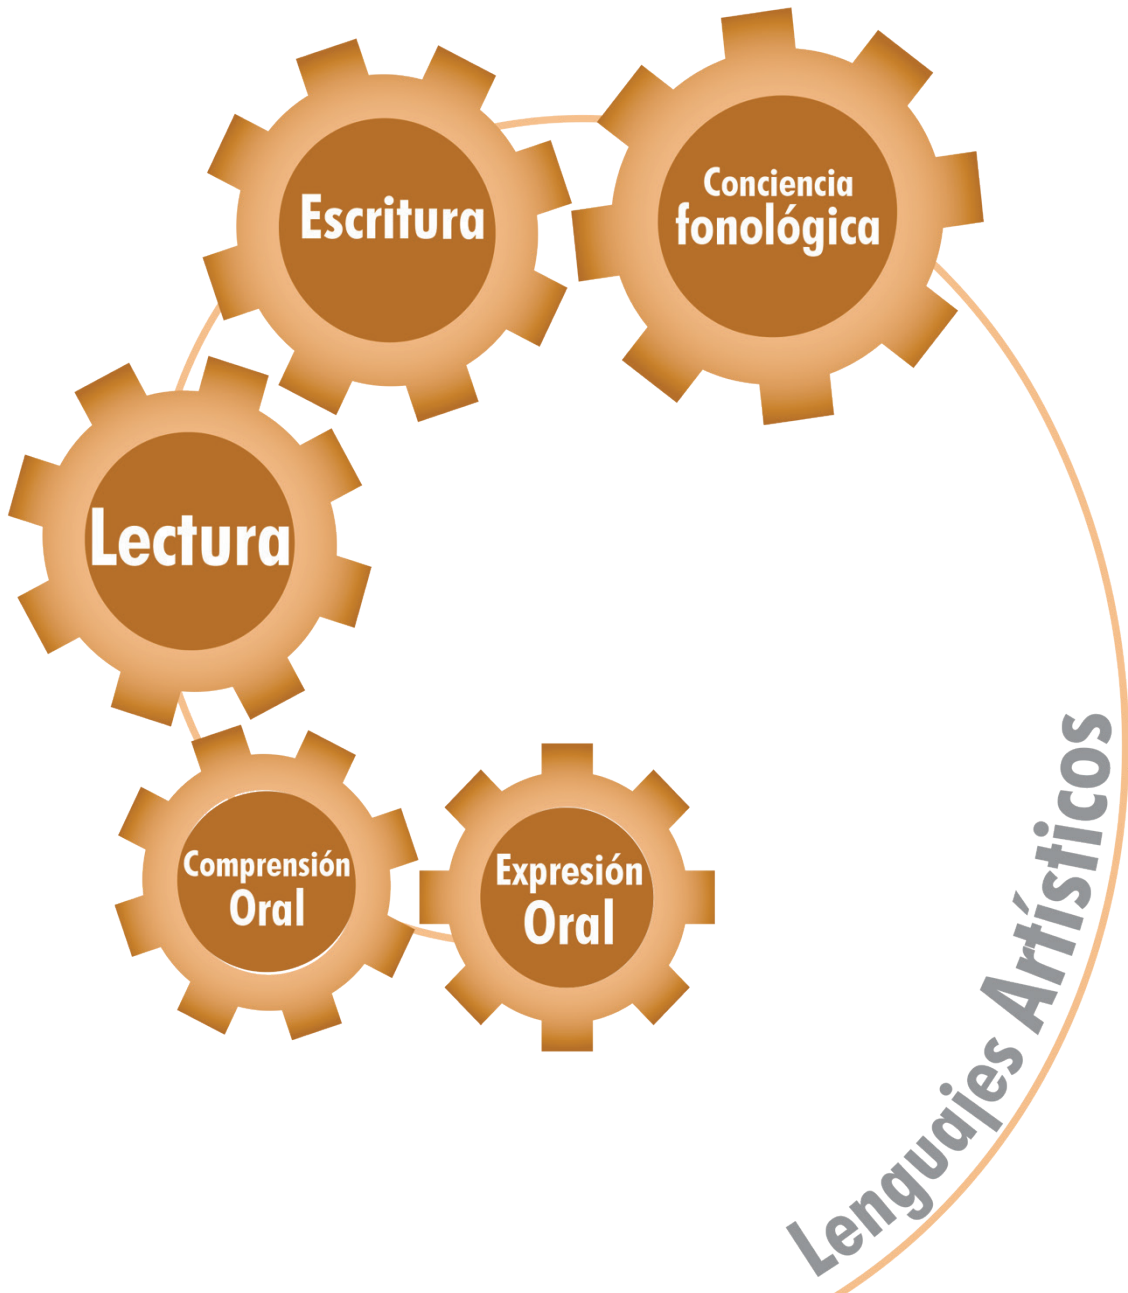 Escritura
Conciencia
fonológica
Lectura
Comprensión
Oral
Expresión
Oral
Lenguajes Artísticos